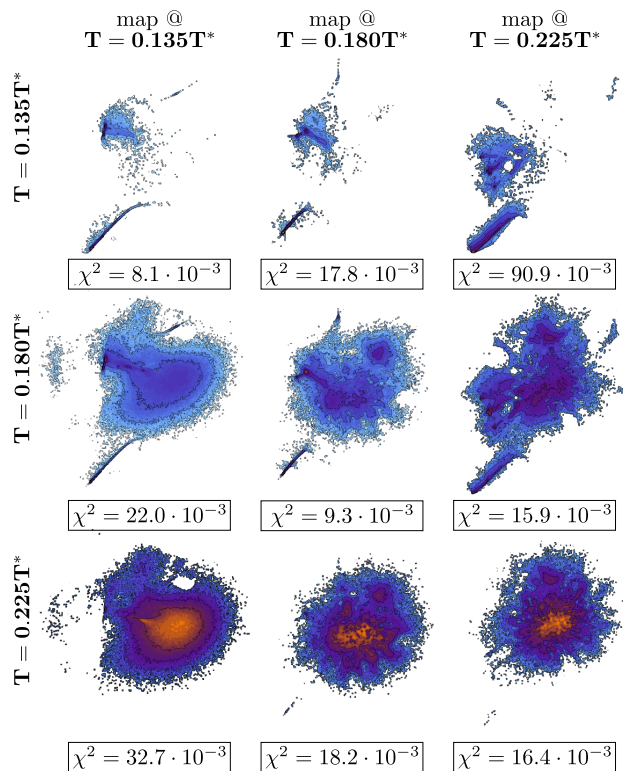 map @ map @ map @
T = 0.135T* T = 0.180T* T = 0.225T*
T = 0.135T*
χ² = 8.1 · 10⁻³ χ² = 17.8 · 10⁻³ χ² = 90.9 · 10⁻³
T = 0.180T*
χ² = 22.0 · 10⁻³ χ² = 9.3 · 10⁻³ χ² = 15.9 · 10⁻³
T = 0.225T*
χ² = 32.7 · 10⁻³ χ² = 18.2 · 10⁻³ χ² = 16.4 · 10⁻³